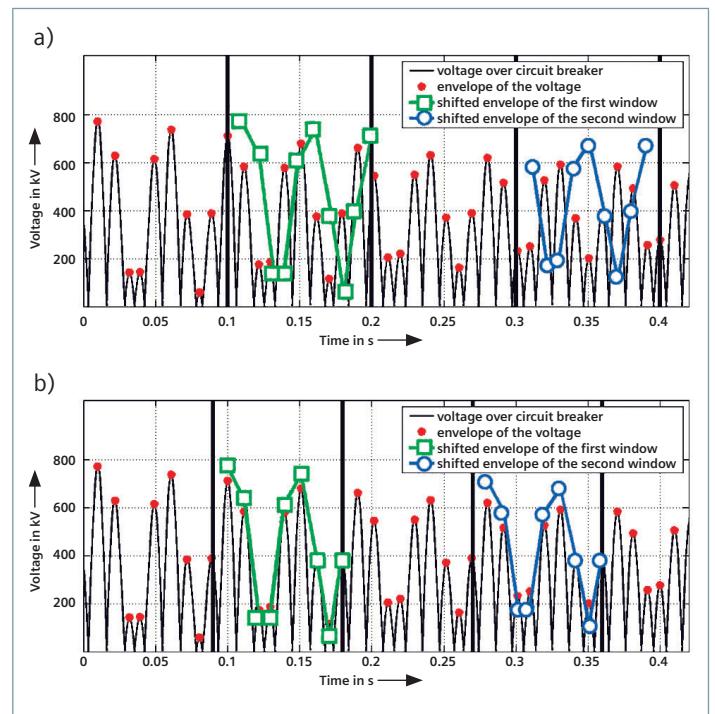 a)
voltage over circuit breaker
envelope of the voltage
shifted envelope of the first window
shifted envelope of the second window
Voltage in kV
800
600
400
200
0 0.05 0.1 0.15 0.2 0.25 0.3 0.35 0.4
Time in s
b)
voltage over circuit breaker
envelope of the voltage
shifted envelope of the first window
shifted envelope of the second window
Voltage in kV
800
600
400
200
0 0.05 0.1 0.15 0.2 0.25 0.3 0.35 0.4
Time in s